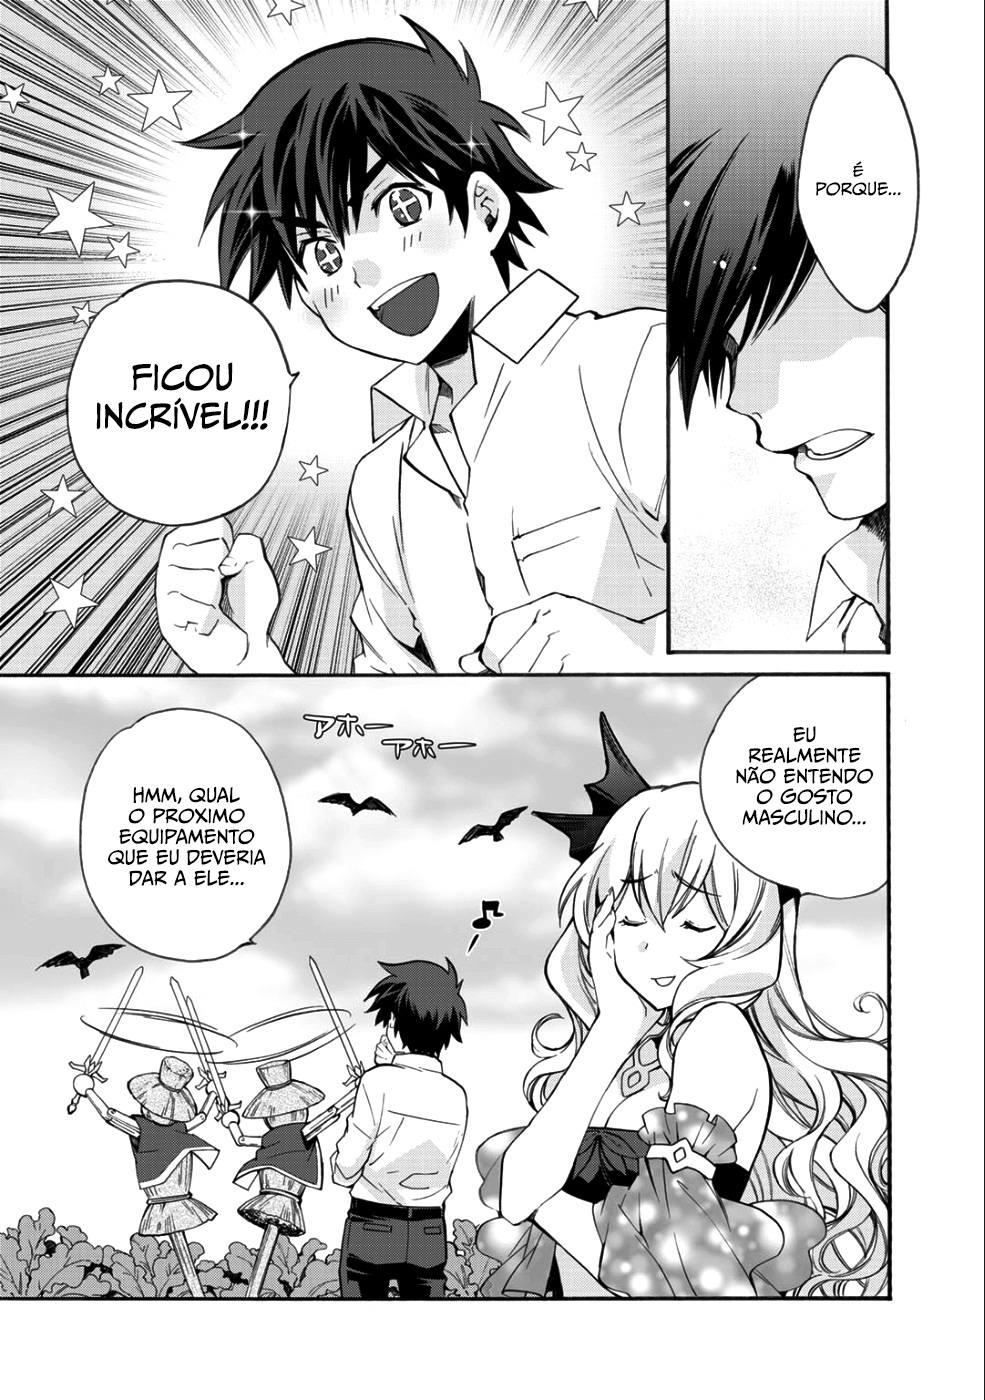 É
PORQUE...
FICOU
INCRÍVEL!!!
EU
REALMENTE
NÃO ENTENDO
O GOSTO
MASCULINO...
アホー
アホー
HMM, QUAL
O PROXIMO
EQUIPAMENTO
QUE EU DEVERIA
DAR A ELE...